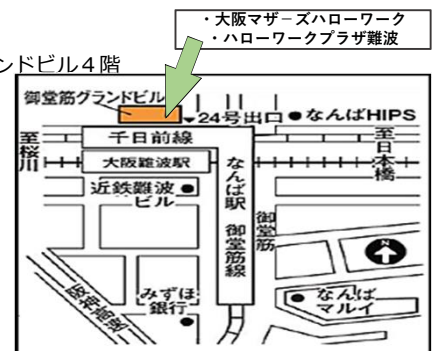 ・大阪マザーズハローワーク
・ハローワークプラザ難波
ンドビル４階
御堂筋グランドビル
24号出口
なんばHIPS
至桜川
千日前線
至日本橋
大阪難波駅
なんば駅 御堂筋線
近鉄難波
ビル
御堂筋
阪神高速
みずほ
銀行
なんば
マルイ